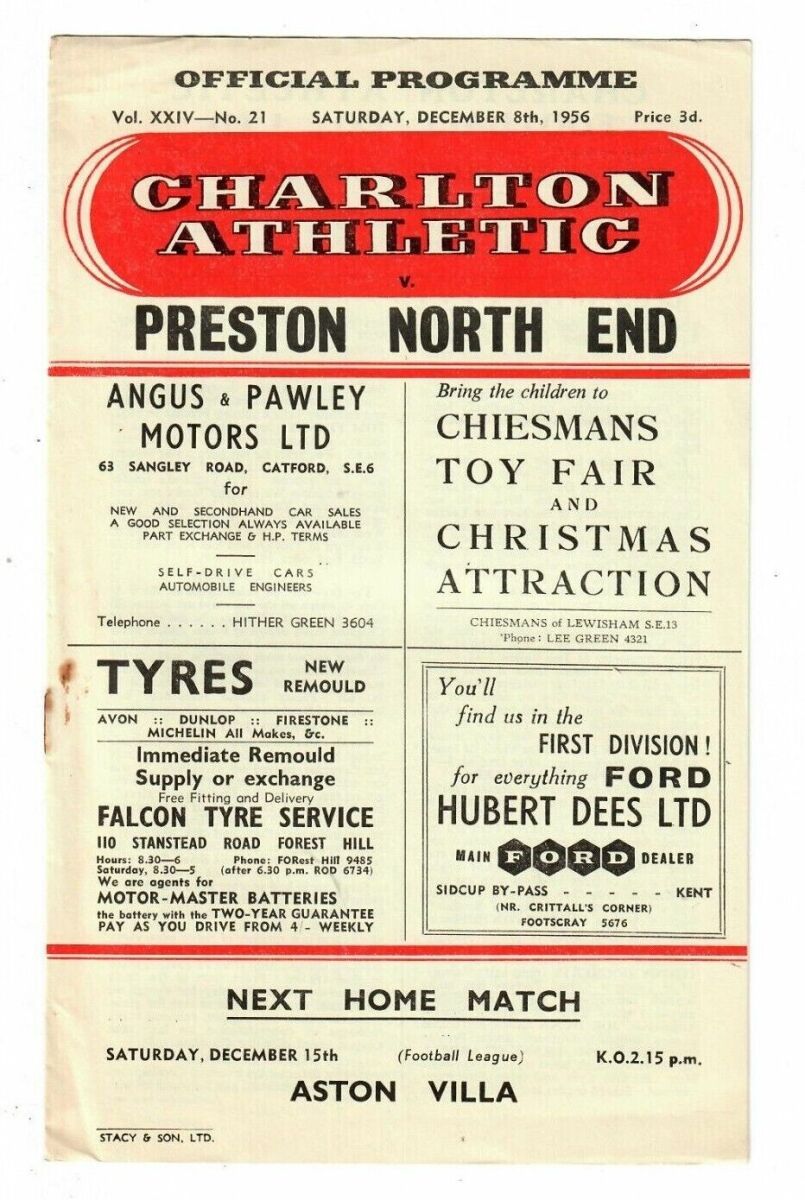 OFFICIAL PROGRAMME
Vol. XXIV—No. 21 SATURDAY, DECEMBER 8th, 1956 Price 3d.
CHARLTON
ATHLETIC
v.
PRESTON NORTH END
ANGUS & PAWLEY
MOTORS LTD
63 SANGLEY ROAD, CATFORD, S.E.6
for
NEW AND SECONDHAND CAR SALES
A GOOD SELECTION ALWAYS AVAILABLE
PART EXCHANGE & H.P. TERMS
SELF-DRIVE CARS
AUTOMOBILE ENGINEERS
Telephone . . . . . . HITHER GREEN 3604
Bring the children to
CHIESMANS
TOY FAIR
AND
CHRISTMAS
ATTRACTION
CHIESMANS of LEWISHAM S.E.13
'Phone : LEE GREEN 4321
TYRES NEW
REMOULD
AVON :: DUNLOP :: FIRESTONE ::
MICHELIN All Makes, &c.
Immediate Remould
Supply or exchange
Free Fitting and Delivery
FALCON TYRE SERVICE
110 STANSTEAD ROAD FOREST HILL
Hours: 8.30—6 Phone: FORest Hill 9485
Saturday, 8.30—5 (after 6.30 p.m. ROD 6734)
We are agents for
MOTOR-MASTER BATTERIES
the battery with the TWO-YEAR GUARANTEE
PAY AS YOU DRIVE FROM 4/- WEEKLY
You'll
find us in the
FIRST DIVISION !
for everything FORD
HUBERT DEES LTD
MAIN FORD DEALER
SIDCUP BY-PASS - - - - - KENT
(NR. CRITTALL'S CORNER)
FOOTSCRAY 5676
NEXT HOME MATCH
SATURDAY, DECEMBER 15th (Football League) K.O.2.15 p.m.
ASTON VILLA
STACY & SON, LTD.